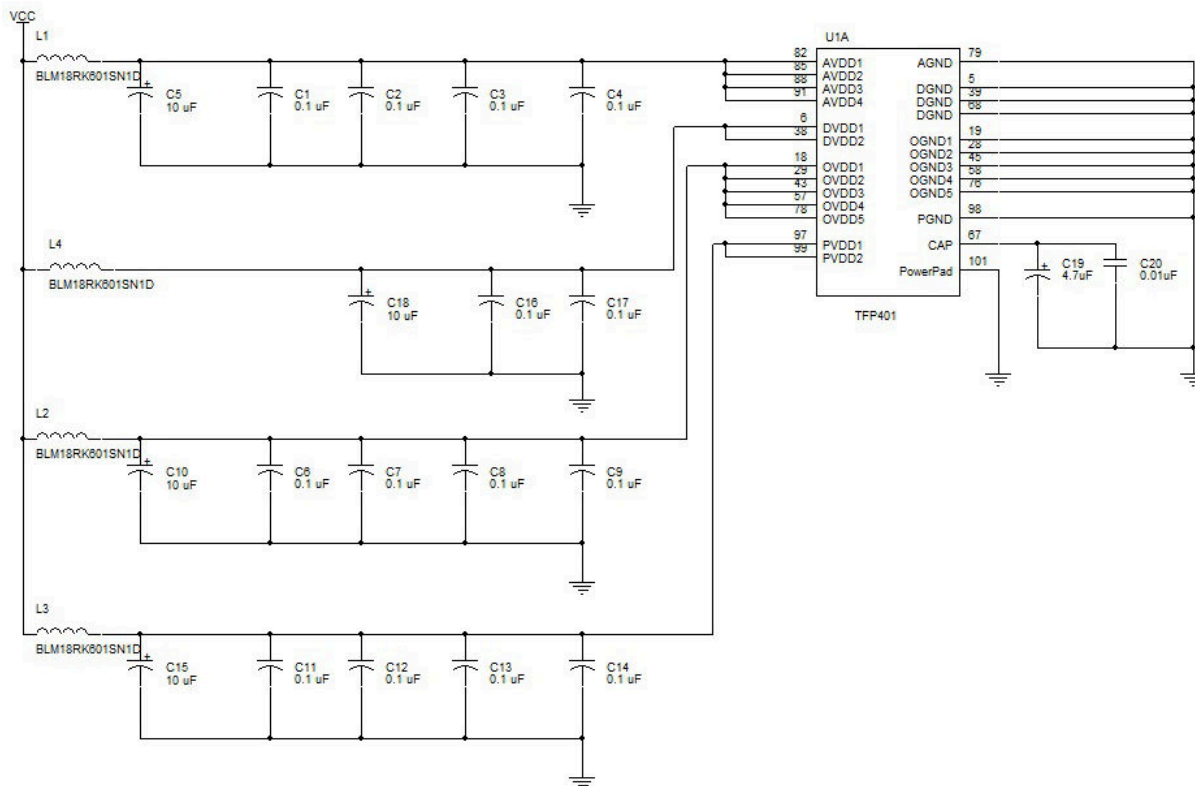 VCC
L1
BLM18RK601SN1D
C5
10 uF
C1
0.1 uF
C2
0.1 uF
C3
0.1 uF
C4
0.1 uF
L4
BLM18RK601SN1D
C18
10 uF
C16
0.1 uF
C17
0.1 uF
L2
BLM18RK601SN1D
C10
10 uF
C6
0.1 uF
C7
0.1 uF
C8
0.1 uF
C9
0.1 uF
L3
BLM18RK601SN1D
C15
10 uF
C11
0.1 uF
C12
0.1 uF
C13
0.1 uF
C14
0.1 uF
U1A
82 AVDD1
85 AVDD2
88 AVDD3
91 AVDD4
6 DVDD1
38 DVDD2
18 OVDD1
29 OVDD2
43 OVDD3
57 OVDD4
78 OVDD5
97 PVDD1
99 PVDD2
AGND 79
DGND 5
DGND 39
DGND 68
OGND1 19
OGND2 28
OGND3 45
OGND4 58
OGND5 76
PGND 98
CAP 67
PowerPad 101
TFP401
C19
4.7uF
C20
0.01uF